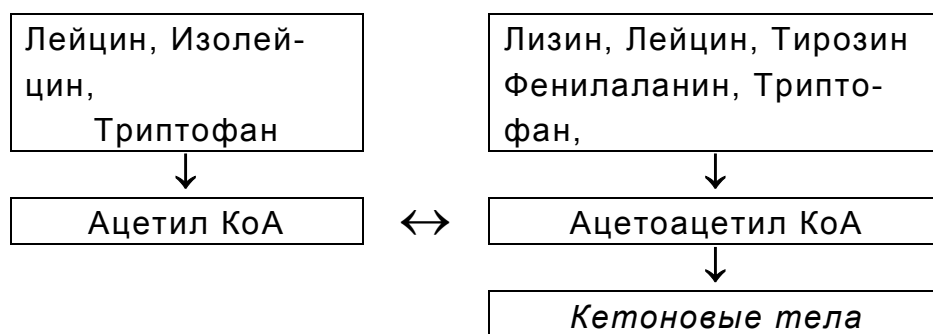 Лейцин, Изолей-
цин,
Триптофан
Лизин, Лейцин, Тирозин
Фенилаланин, Трипто-
фан,
Ацетил КоА
Ацетоацетил КоА
Кетоновые тела